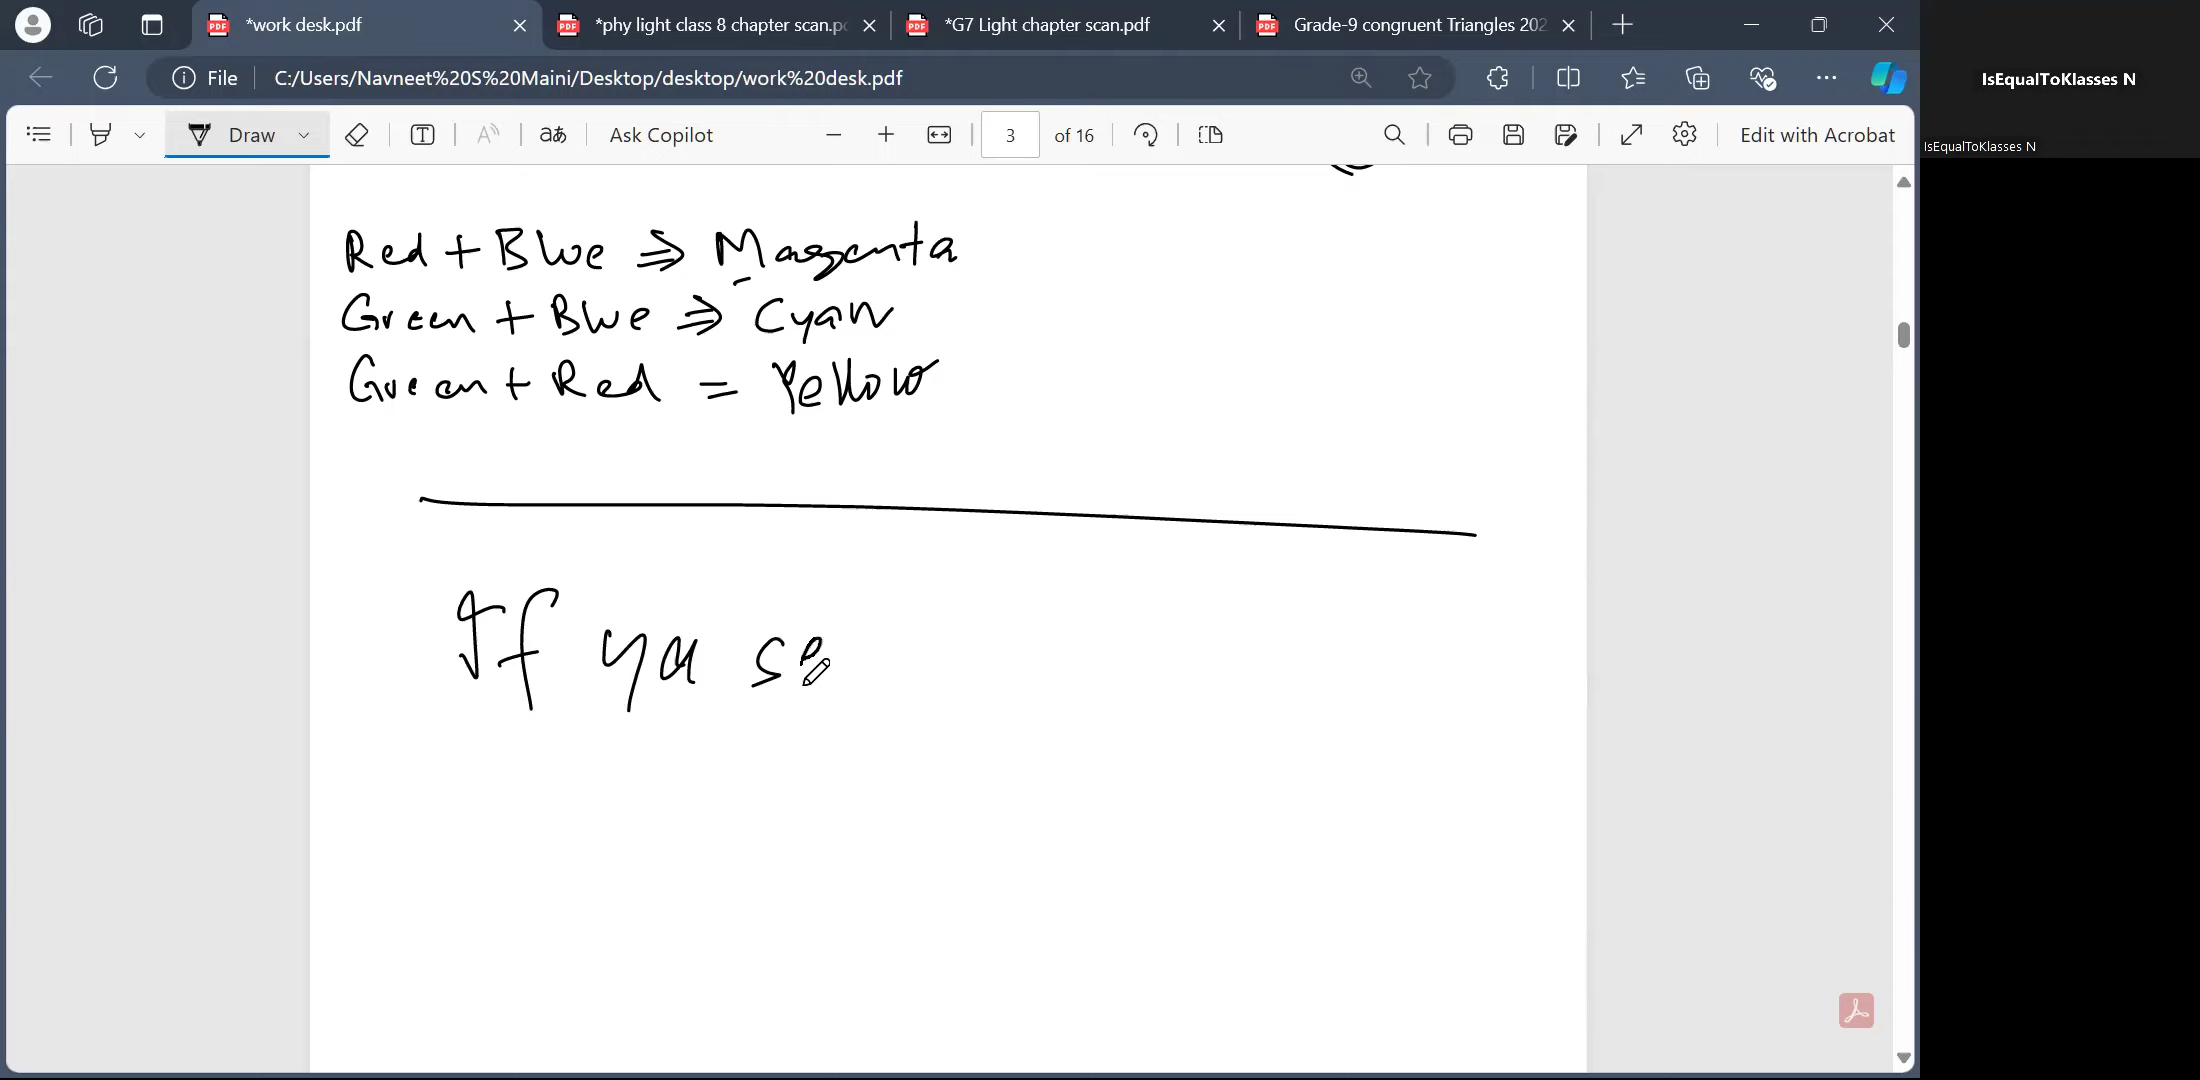 *work desk.pdf
*phy light class 8 chapter scan.p
*G7 Light chapter scan.pdf
Grade-9 congruent Triangles 202
File
C:/Users/Navneet%20S%20Maini/Desktop/desktop/work%20desk.pdf
IsEqualToKlasses N
Draw
Ask Copilot
3 of 16
Edit with Acrobat
IsEqualToKlasses N
Red + Blue ⇒ Magenta
Green + Blue ⇒ Cyan
Green + Red = Yellow
If you se